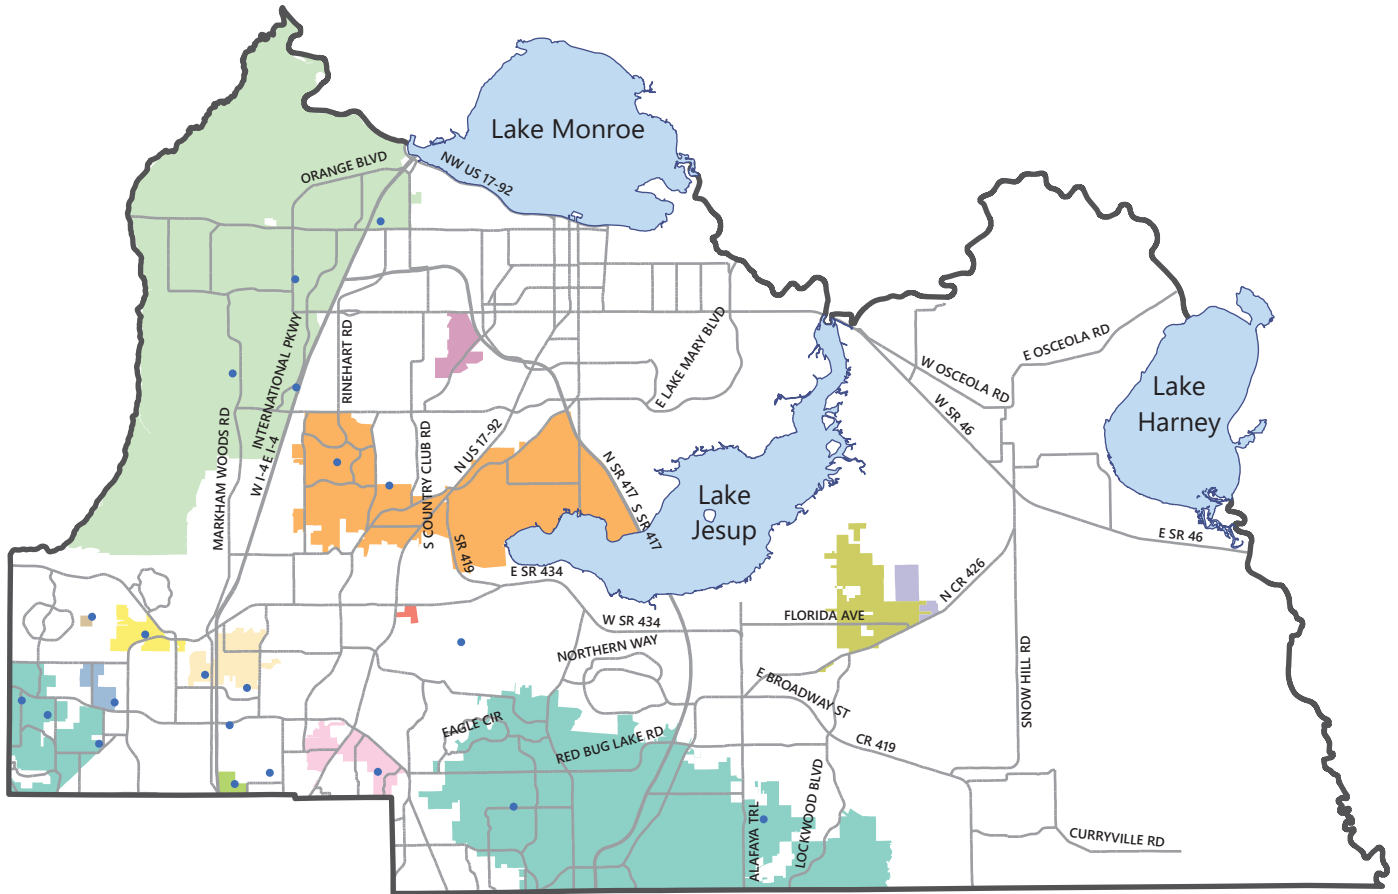 Lake Monroe
ORANGE BLVD
NW US 17-92
INTERNATIONAL PKWY
RINEHART RD
E LAKE MARY BLVD
E OSCEOLA RD
W OSCEOLA RD
W SR 46
Lake
Harney
MARKHAM WOODS RD
W I-4 E I-4
S COUNTRY CLUB RD
N US 17-92
N SR 417
S SR 417
Lake
Jesup
E SR 46
SR 419
E SR 434
N CR 426
FLORIDA AVE
W SR 434
NORTHERN WAY
E BROADWAY ST
SNOW HILL RD
EAGLE CIR
RED BUG LAKE RD
CR 419
ALAFAYA TRL
LOCKWOOD BLVD
CURRYVILLE RD